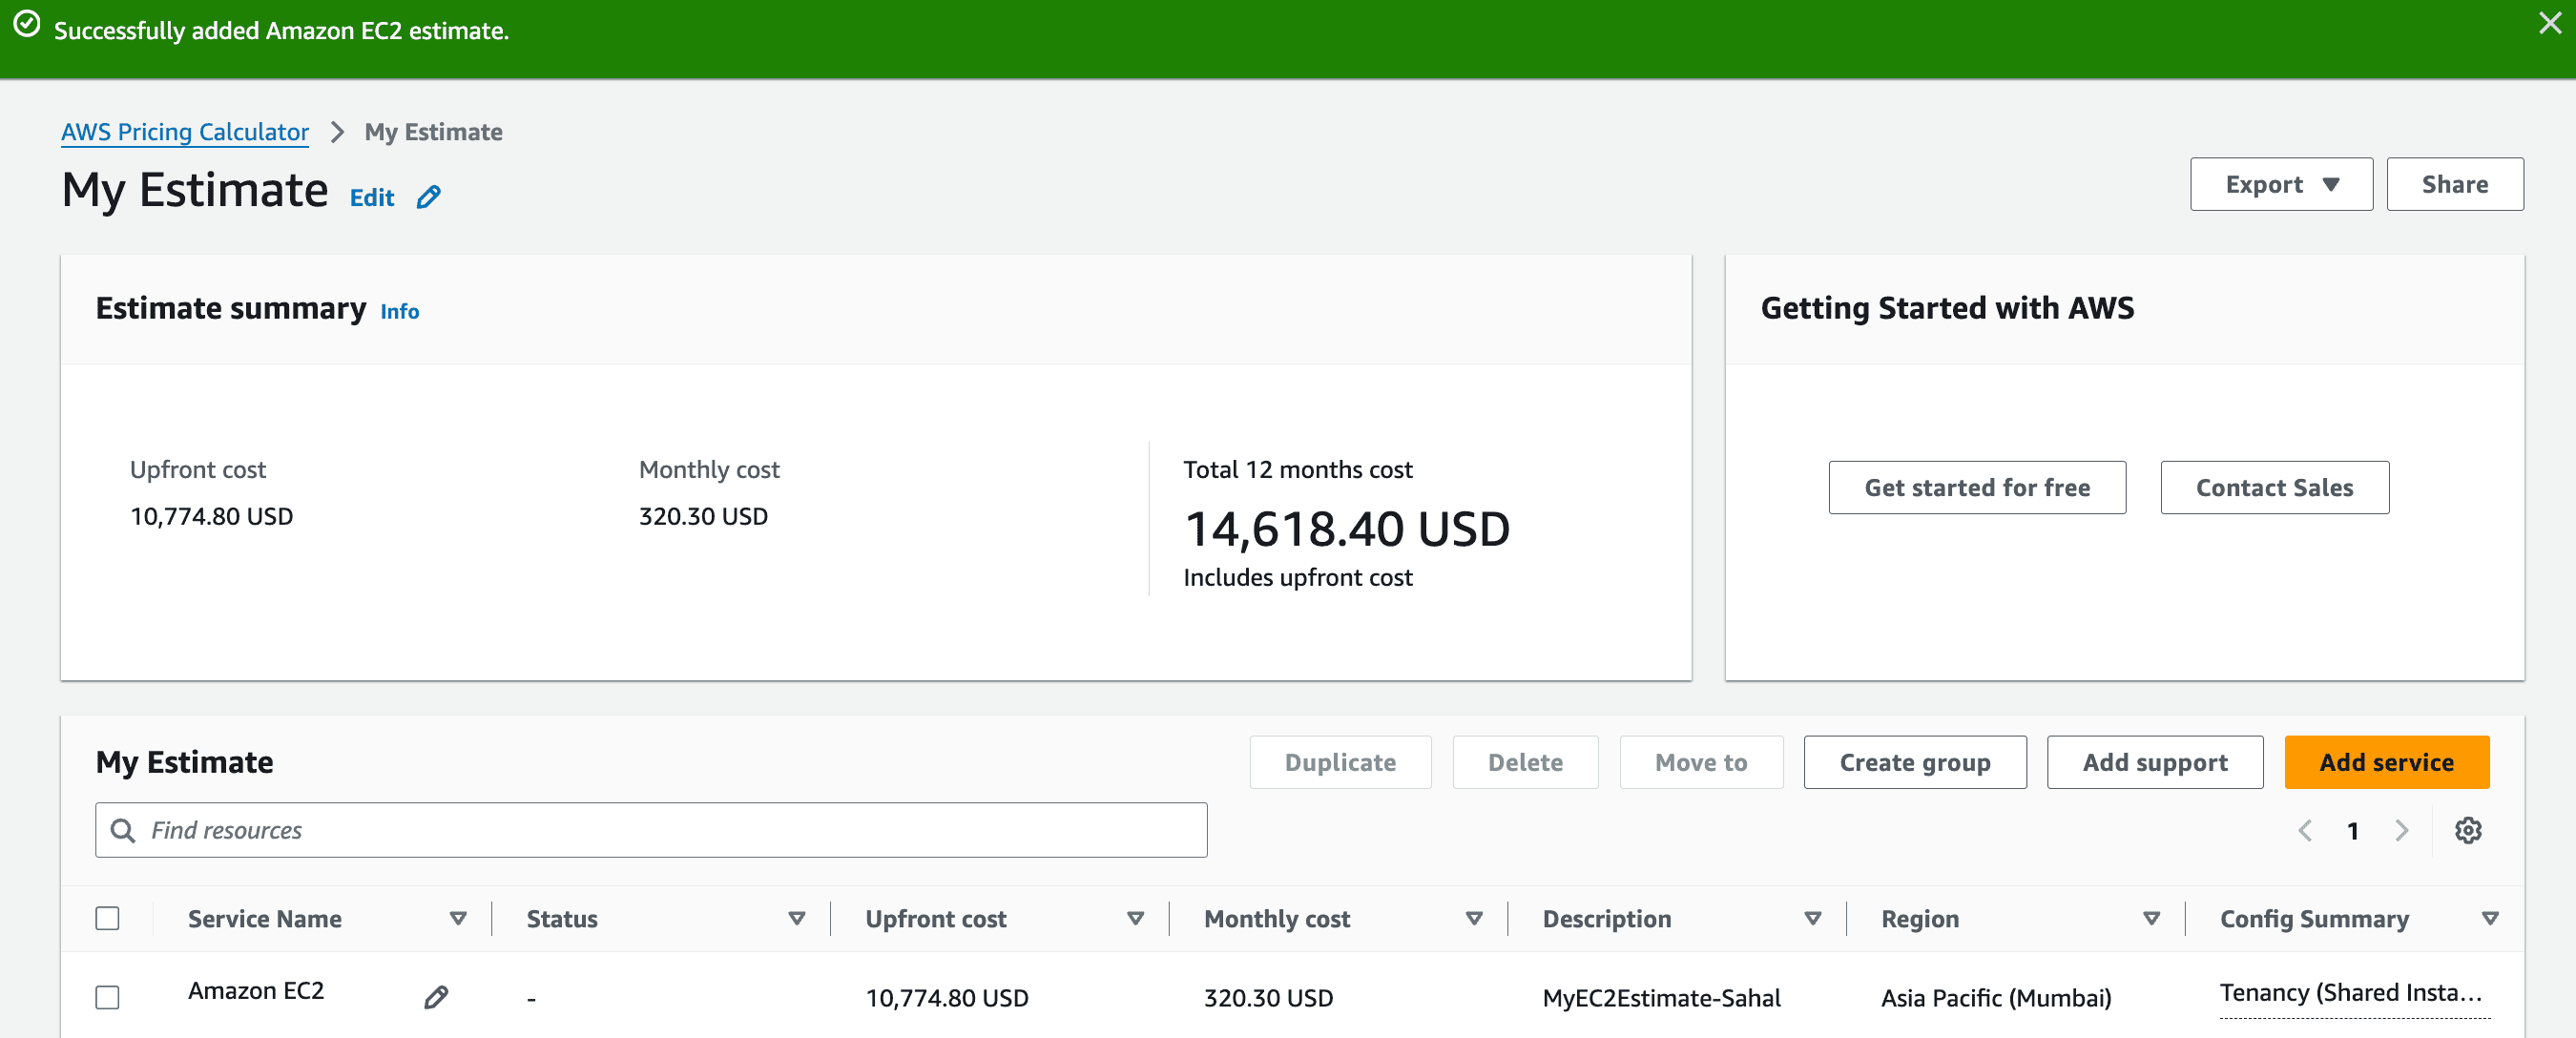 Successfully added Amazon EC2 estimate.
AWS Pricing Calculator > My Estimate
My Estimate Edit
Export ▼ Share
Estimate summary Info
Getting Started with AWS
Upfront cost Monthly cost Total 12 months cost
10,774.80 USD 320.30 USD 14,618.40 USD
Includes upfront cost
Get started for free Contact Sales
My Estimate Duplicate Delete Move to Create group Add support Add service
Find resources
1
Service Name Status Upfront cost Monthly cost Description Region Config Summary
Amazon EC2 - 10,774.80 USD 320.30 USD MyEC2Estimate-Sahal Asia Pacific (Mumbai) Tenancy (Shared Insta...